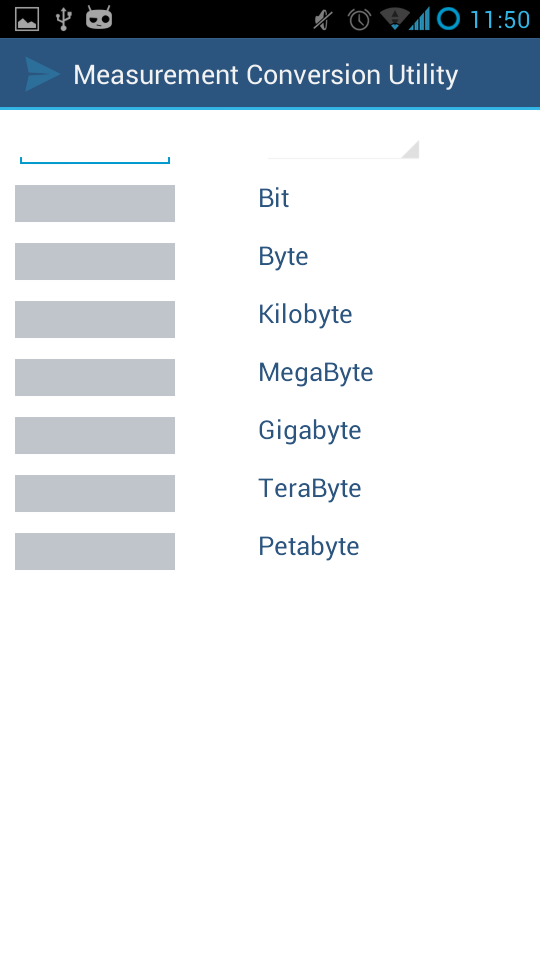 11:50
Measurement Conversion Utility
Bit
Byte
Kilobyte
MegaByte
Gigabyte
TeraByte
Petabyte